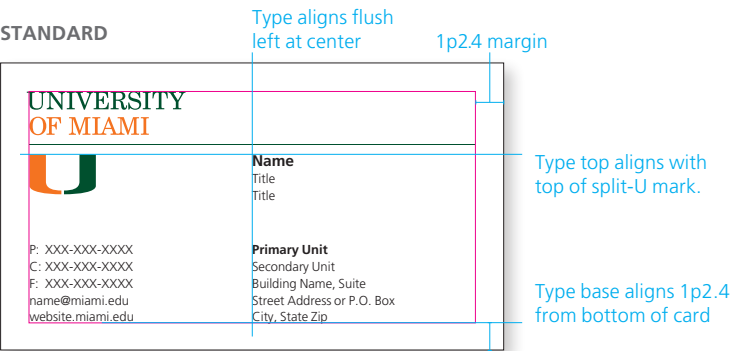 STANDARD
Type aligns flush
left at center
1p2.4 margin
UNIVERSITY
OF MIAMI
Name
Title
Title
Type top aligns with
top of split-U mark.
P: XXX-XXX-XXXX
C: XXX-XXX-XXXX
F: XXX-XXX-XXXX
name@miami.edu
website.miami.edu
Primary Unit
Secondary Unit
Building Name, Suite
Street Address or P.O. Box
City, State Zip
Type base aligns 1p2.4
from bottom of card